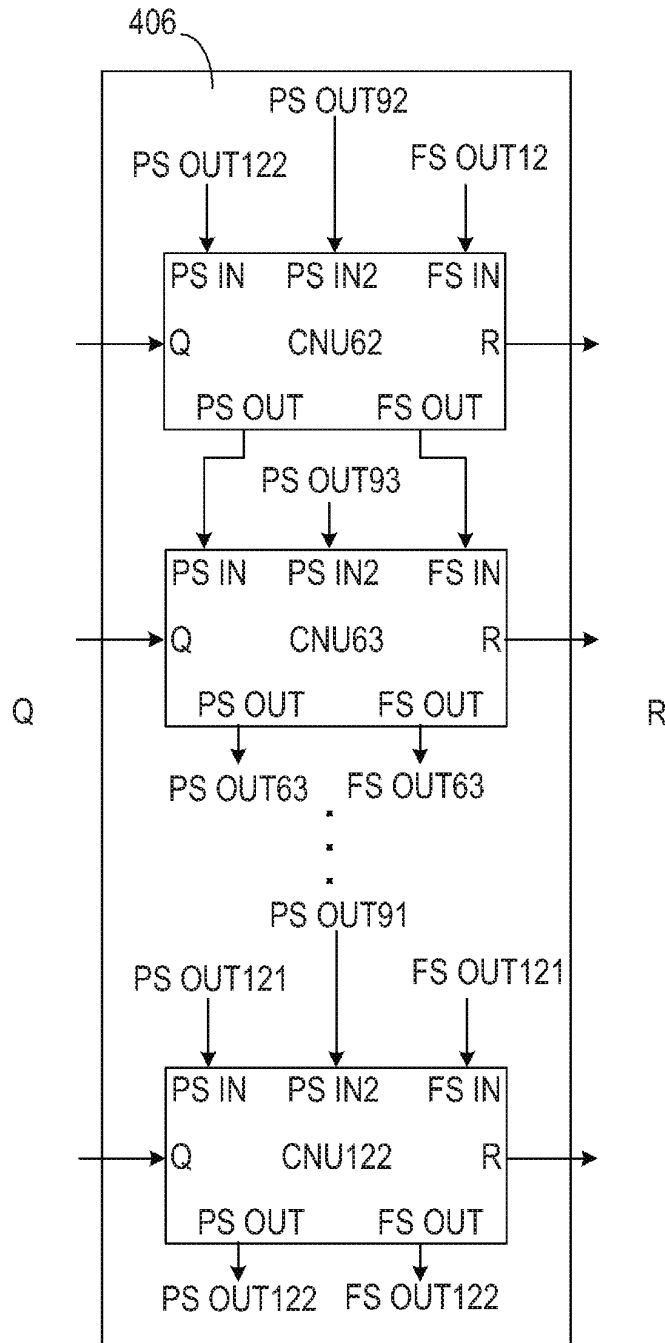 406
PS OUT92
PS OUT122 FS OUT12
PS IN PS IN2 FS IN
Q CNU62 R
PS OUT FS OUT
PS OUT93
PS IN PS IN2 FS IN
Q CNU63 R
PS OUT FS OUT
Q R
PS OUT63 FS OUT63
PS OUT91
PS OUT121 FS OUT121
PS IN PS IN2 FS IN
Q CNU122 R
PS OUT FS OUT
PS OUT122 FS OUT122